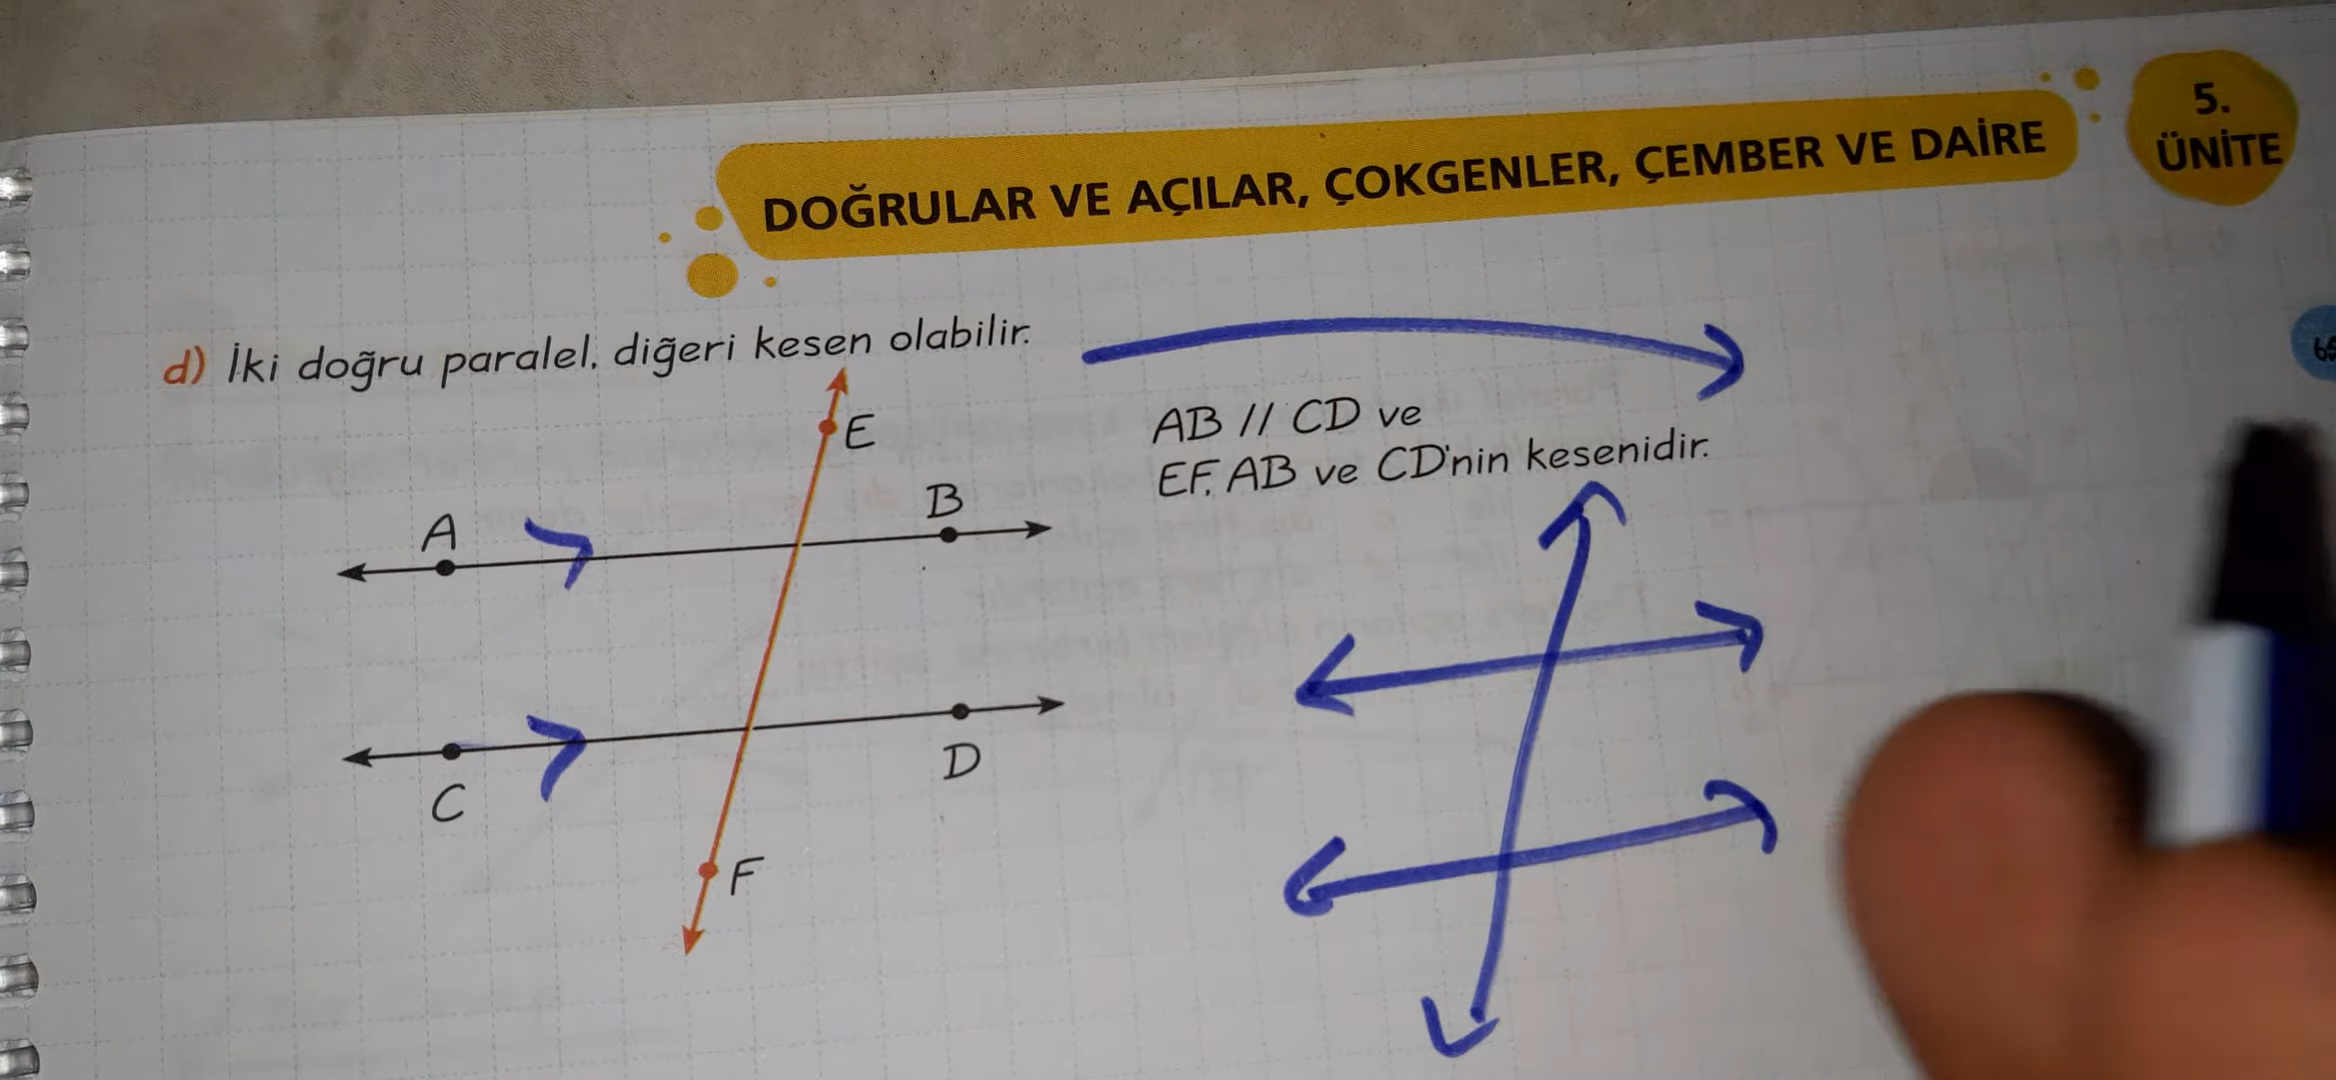 5.
ÜNİTE
DOĞRULAR VE AÇILAR, ÇOKGENLER, ÇEMBER VE DAİRE
d) İki doğru paralel, diğeri kesen olabilir.
E
AB // CD ve
EF, AB ve CD'nin kesenidir.
A
B
C
D
F